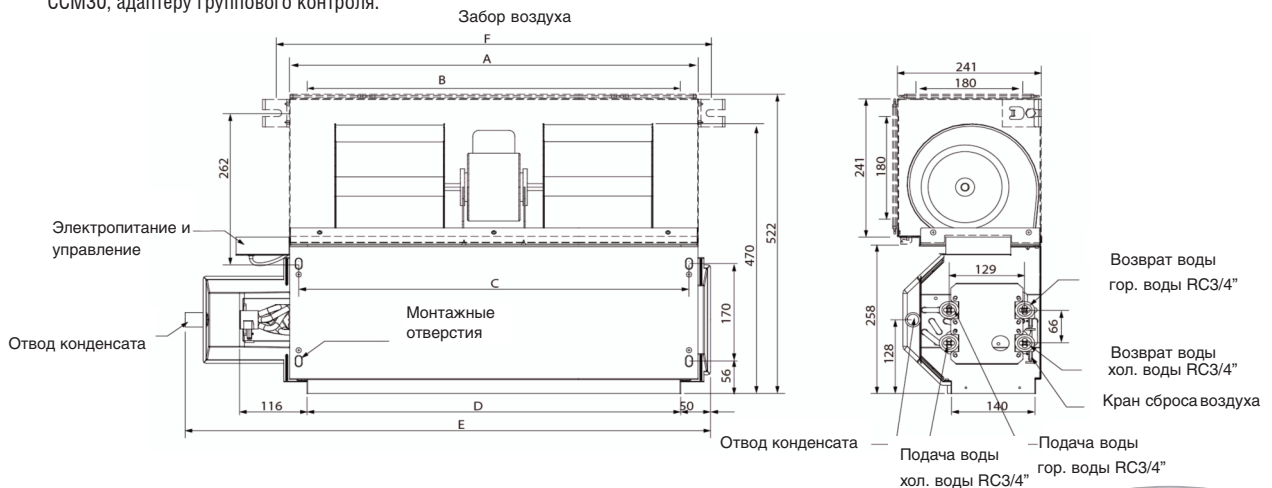 ССМ30, адаптеру группового контроля.
Забор воздуха
F
A
B
262
522
470
Электропитание и
управление
C
Монтажные
отверстия
170
56
Отвод конденсата
116
D
50
E
241
180
241
180
129
258
128
66
140
Возврат воды
гор. воды RC3/4”
Возврат воды
хол. воды RC3/4”
Кран сброса воздуха
Отвод конденсата
Подача воды
хол. воды RC3/4”
Подача воды
гор. воды RC3/4”